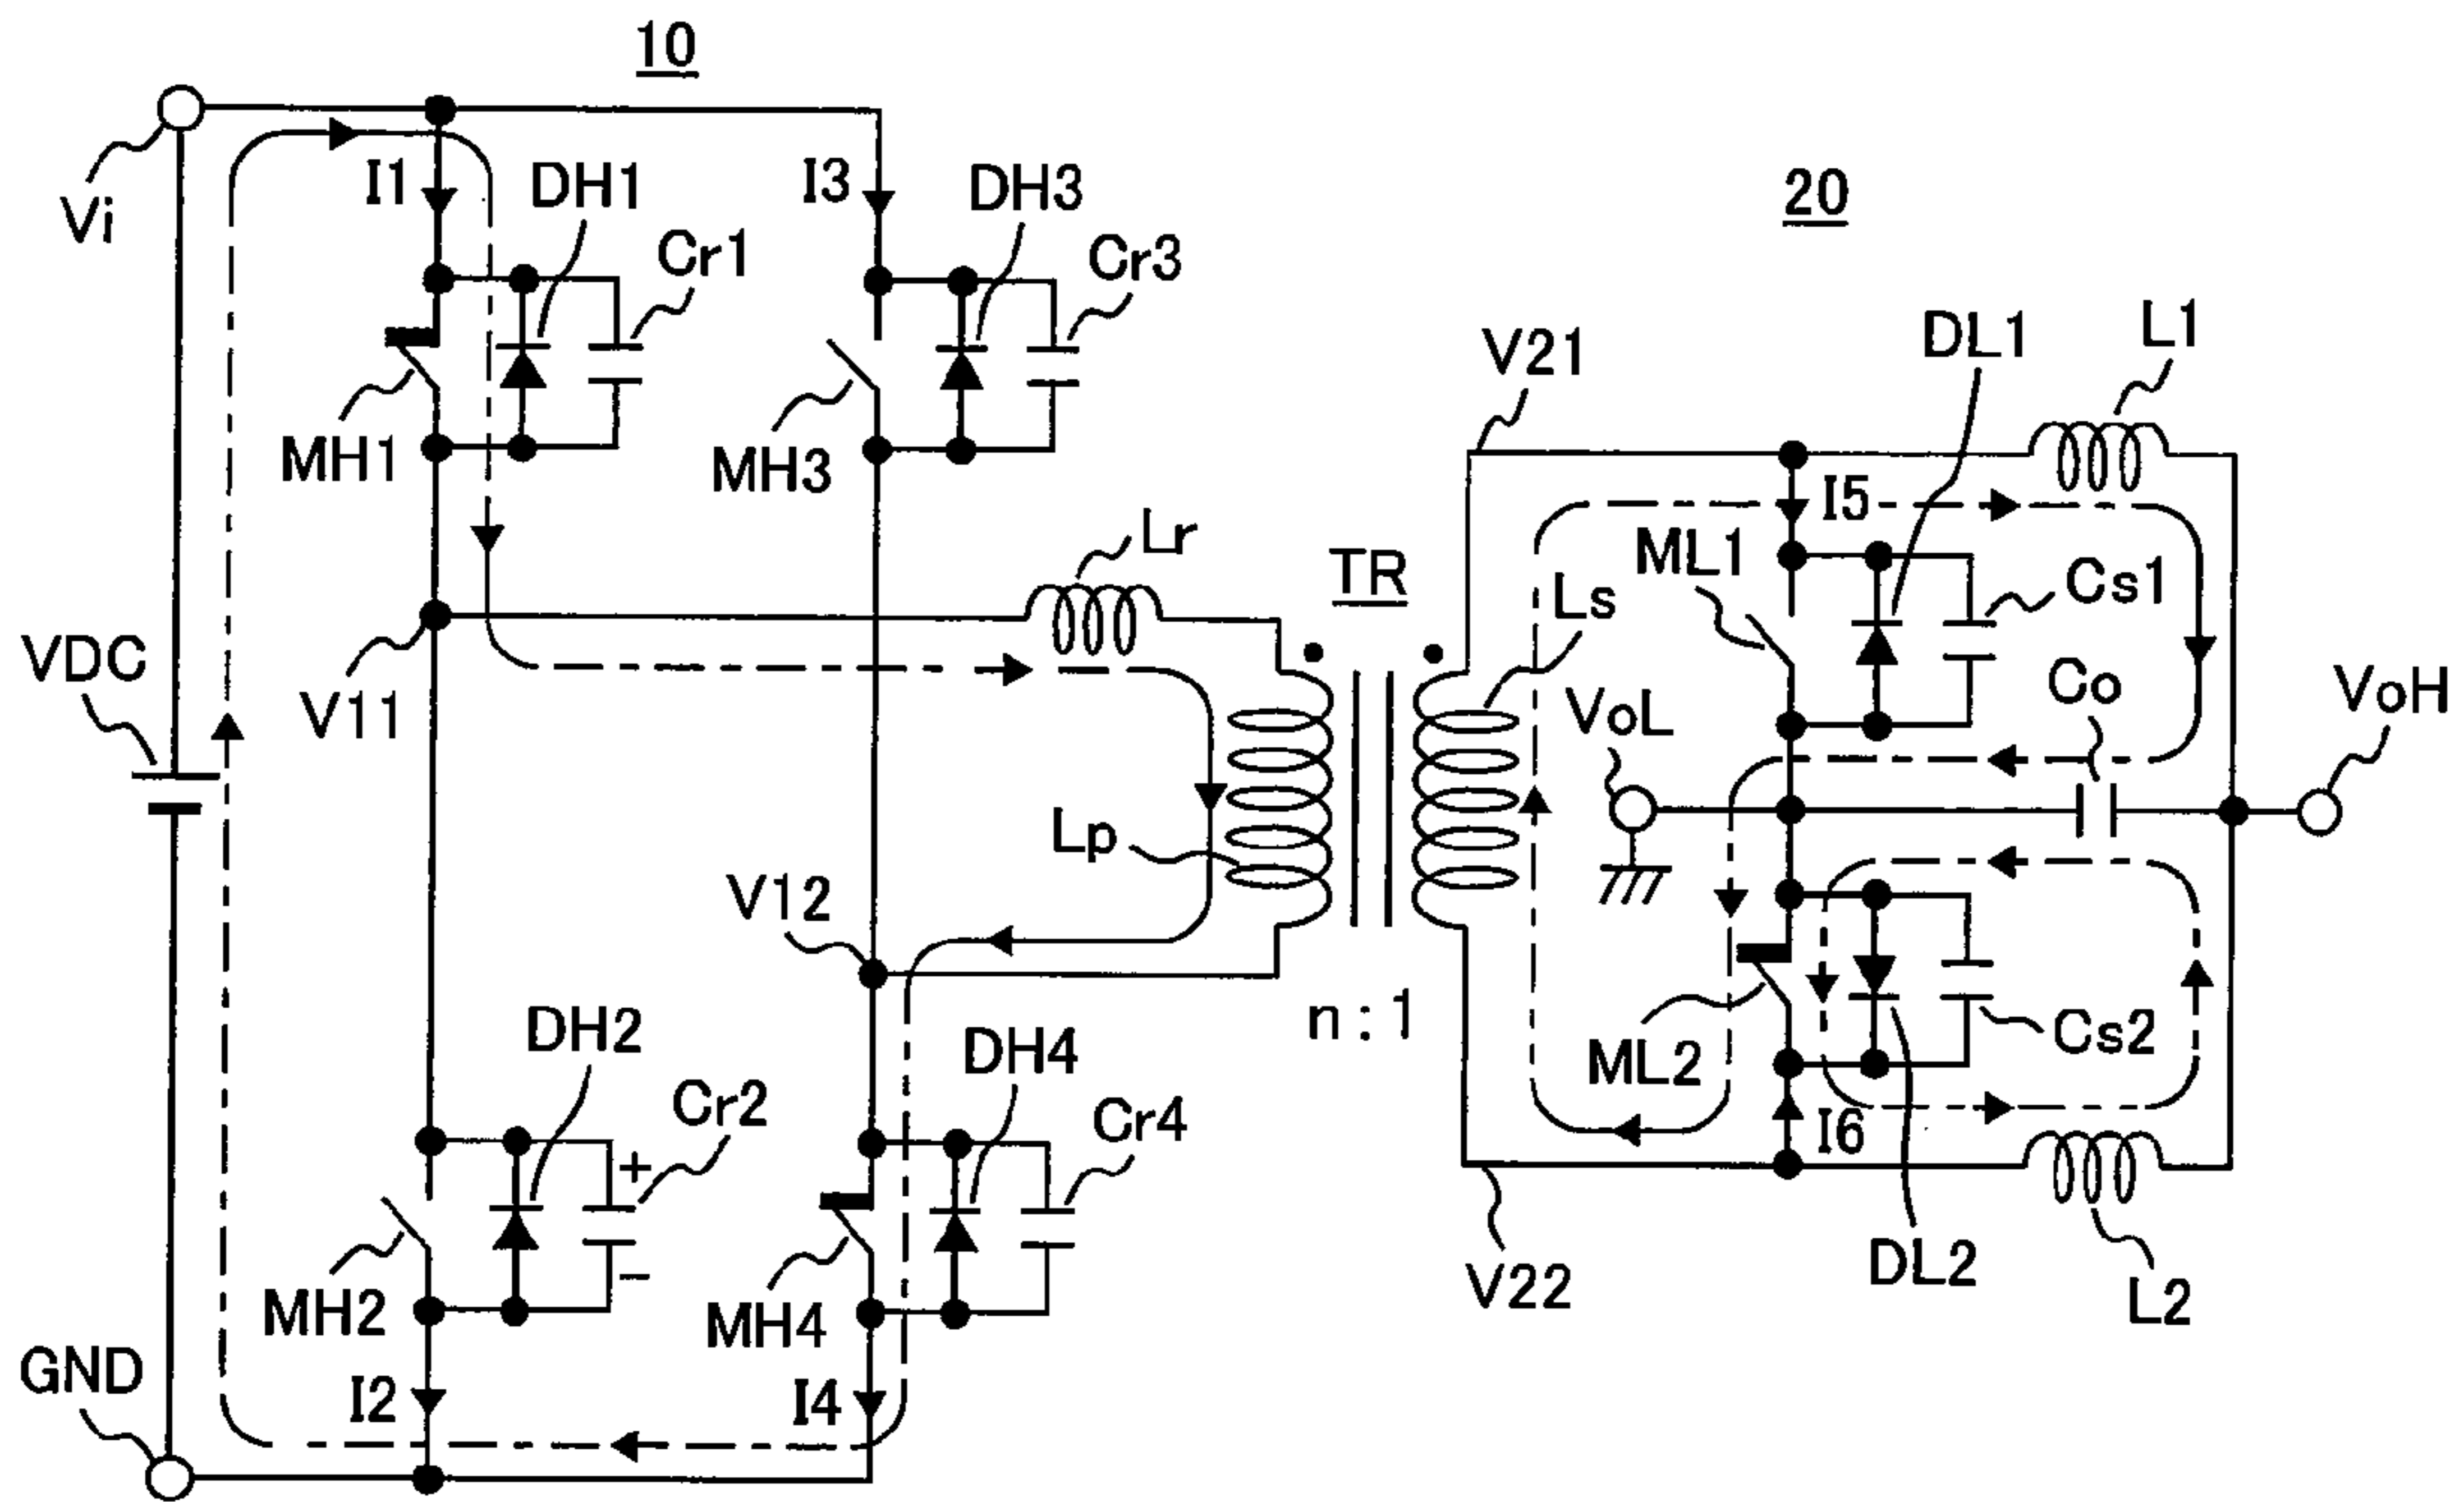 10
20
Vi
I1
DH1
Cr1
I3
DH3
Cr3
MH1
MH3
V21
DL1
L1
I5
ML1
Cs1
Lr
TR
Ls
VDC
V11
VoL
Co
VoH
Lp
V12
n : 1
ML2
Cs2
I6
DH2
Cr2
+
−
DH4
Cr4
MH2
MH4
V22
DL2
L2
GND
I2
I4